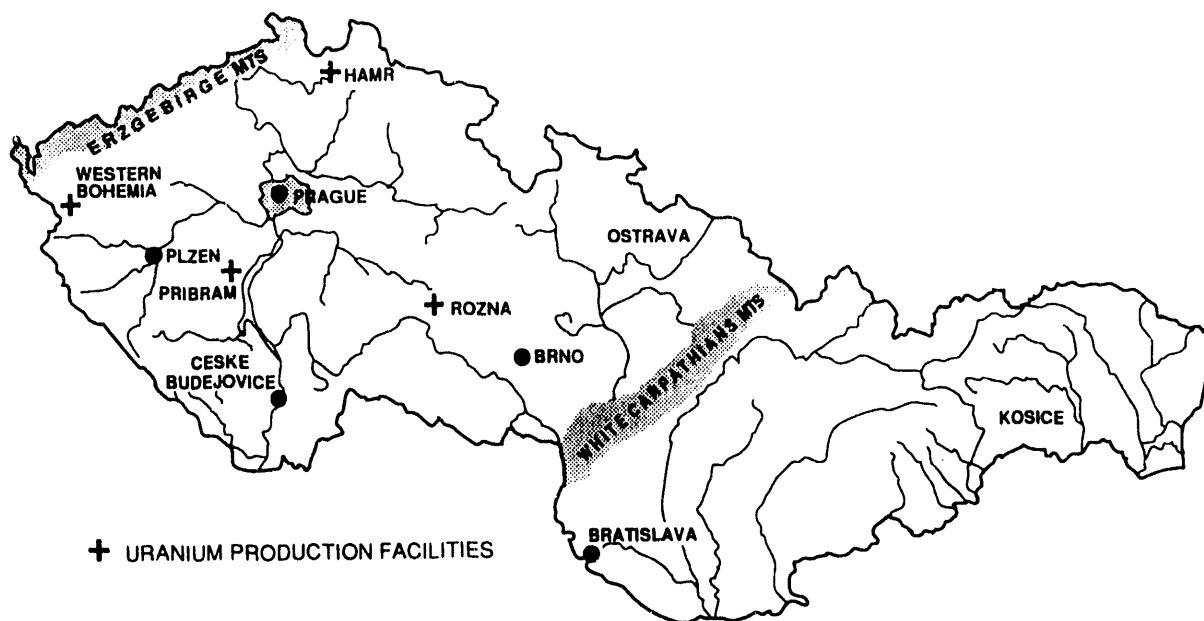 HAMR
ERZGEBIRGE MTS
WESTERN
BOHEMIA
PRAGUE
OSTRAVA
PLZEN
PRIBRAM
ROZNA
WHITE CARPATHIANS MTS
BRNO
CESKE
BUDEJOVICE
KOSICE
BRATISLAVA
URANIUM PRODUCTION FACILITIES